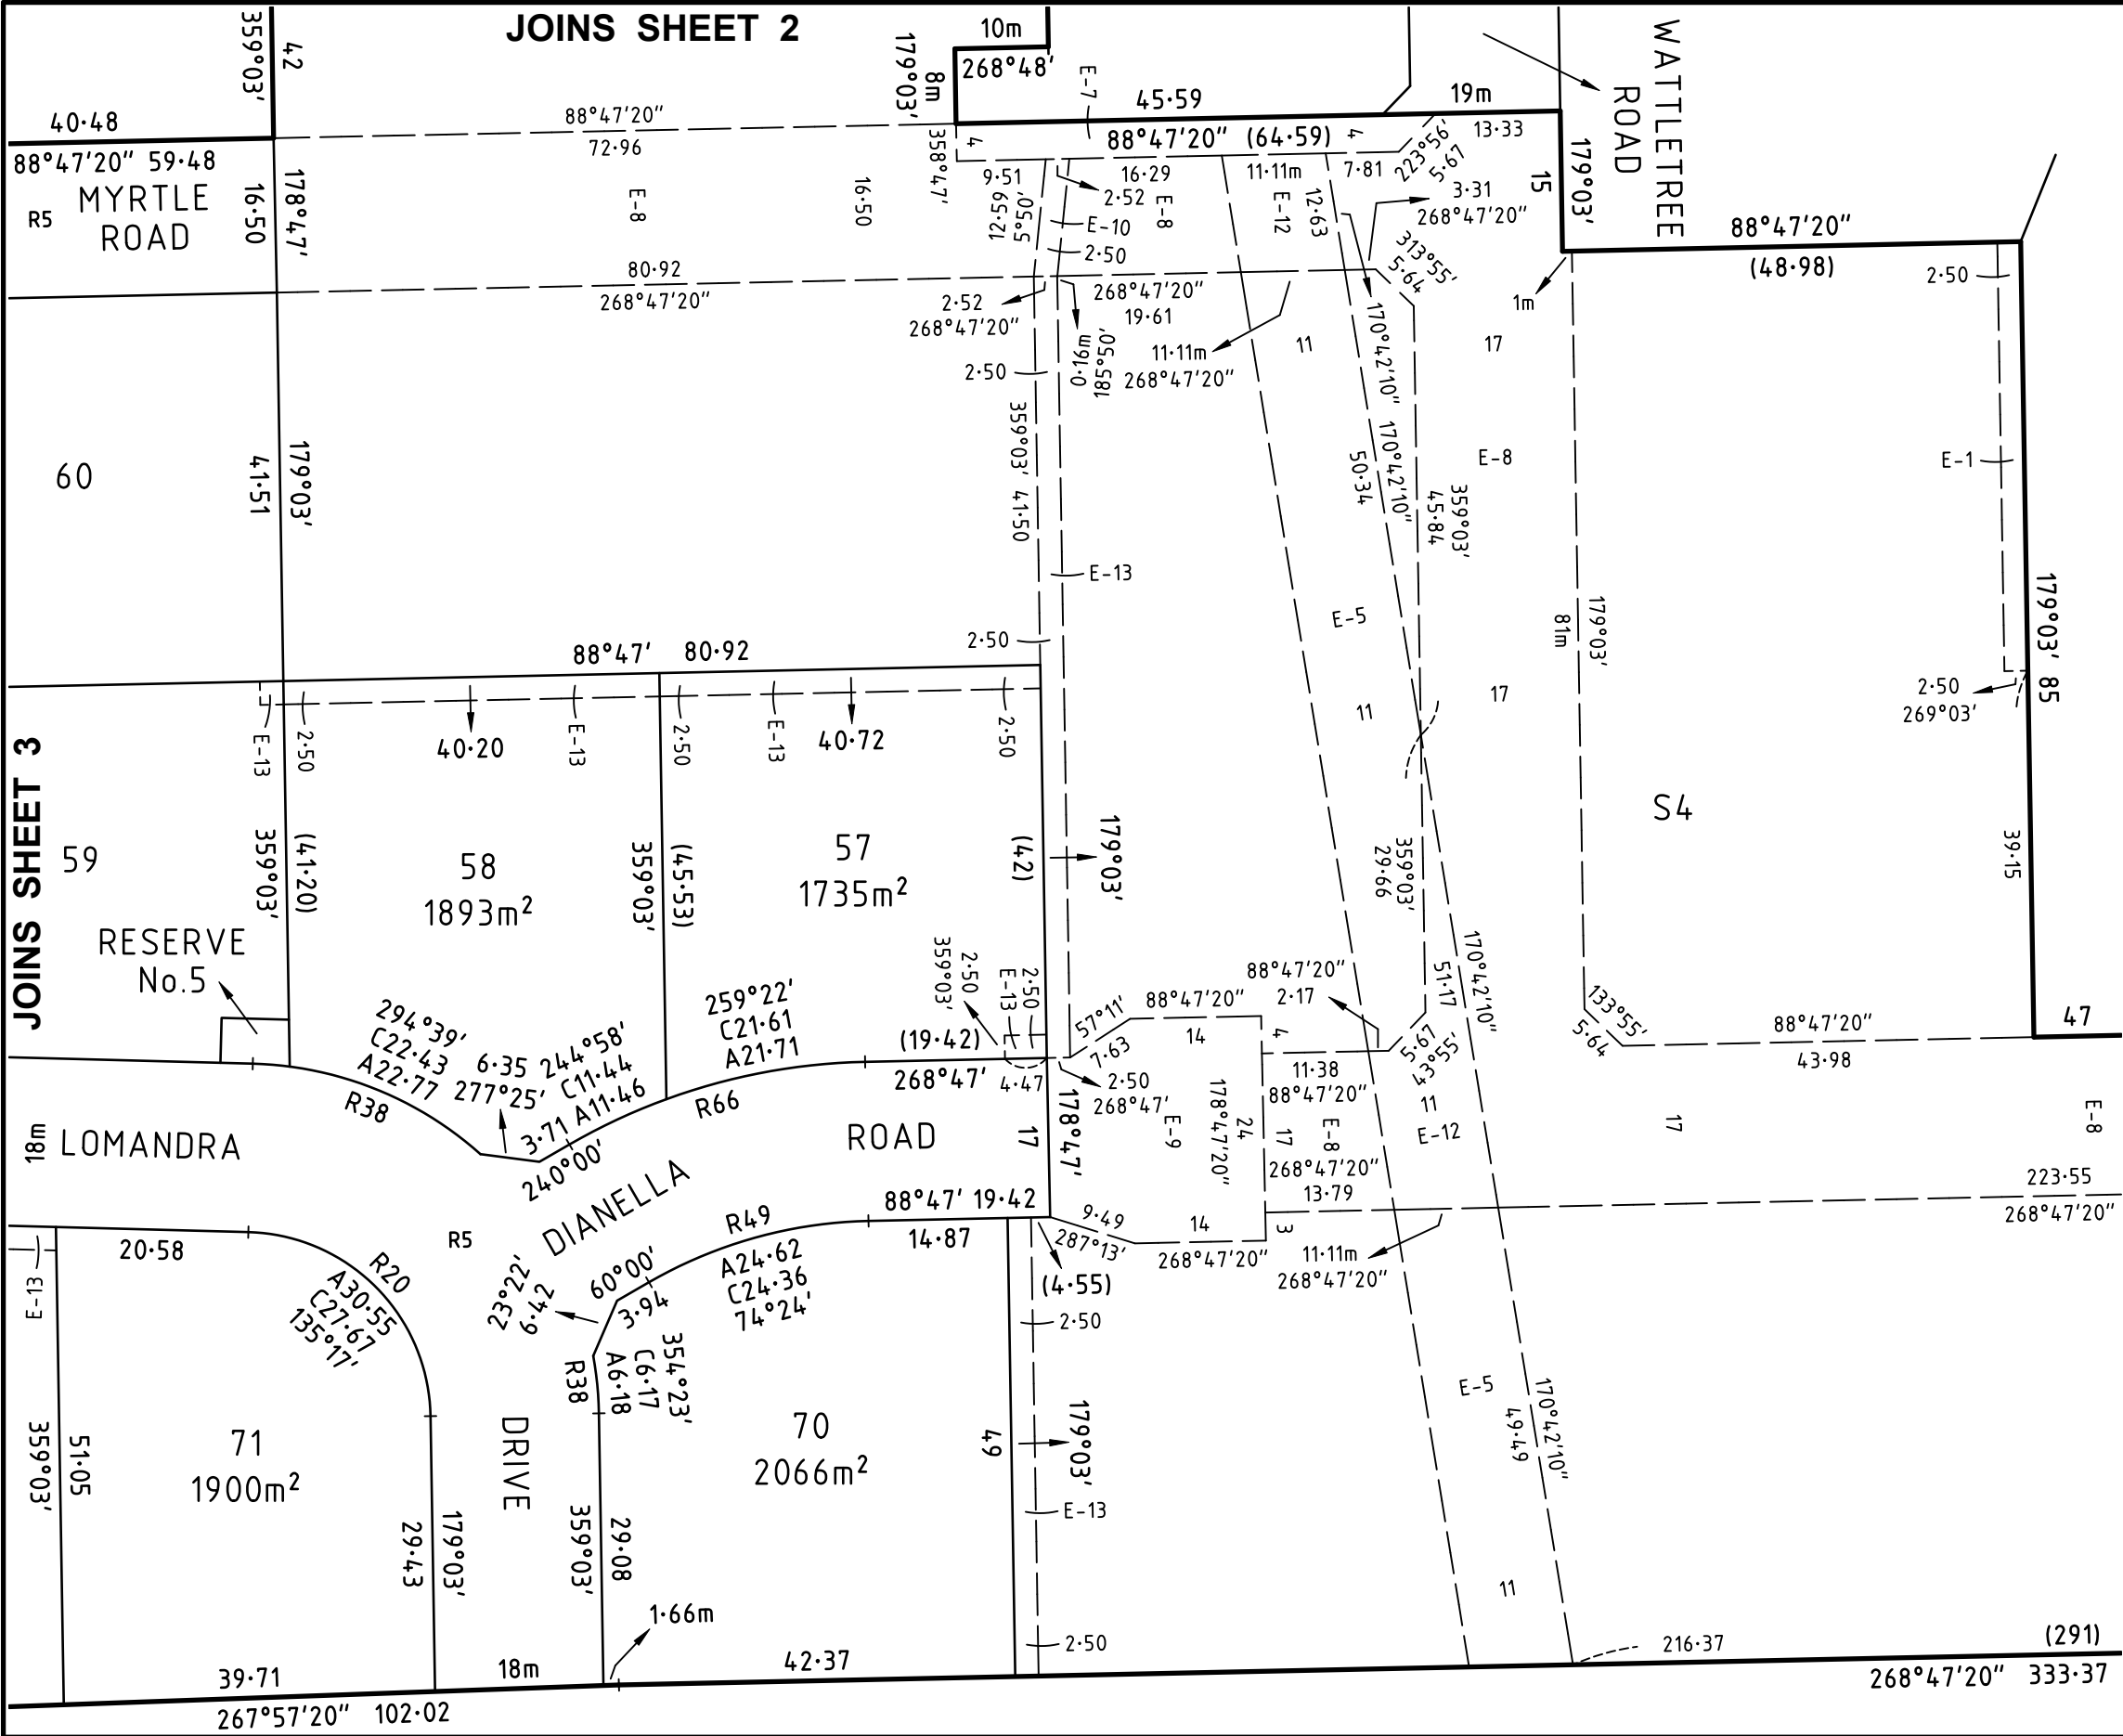 JOINS SHEET 2
359°03'
42
40·48
88°47'20" 59·48
MYRTLE
ROAD
R5
16·50
178°47'
88°47'20"
72·96
E-8
16·50
80·92
268°47'20"
10m
268°48'
179°03'
8m
E-7
45·59
19m
88°47'20" (64·59)
4
4
358°47'
9·51
16·29
11·11m
7·81
13·33
223°56'
5·67
2·52
12·59
5°50'
E-10
E-8
2·50
E-12
12·63
3·31
268°47'20"
313°55'
5·64
15
179°03'
WATTLETREE
ROAD
88°47'20"
(48·98)
1m
2·50
2·52
268°47'20"
268°47'20"
19·61
0·16m
185°50'
11·11m
268°47'20"
11
170°42'10"
17
2·50
359°03' 41·50
50·34
170°42'10"
359°03'
45·84
E-8
E-1
60
41·51
179°03'
E-13
E-5
81m
179°03'
179°03' 85
88°47' 80·92
2·50
2·50
269°03'
11
17
JOINS SHEET 3
E-13
2·50
40·20
E-13
2·50
E-13
40·72
2·50
S4
59
359°03'
(41·20)
58
1893m²
359°03'
(45·53)
57
1735m²
(42)
179°03'
359°03'
29·66
39·15
RESERVE
No.5
294°39'
C22·43
A22·77
R38
6·35
277°25'
244°58'
C11·44
A11·46
3·71
240°00'
259°22'
C21·61
A21·71
R66
(19·42)
268°47'
359°03'
2·50
E-13
2·50
4·47
57°11'
7·63
88°47'20"
14
88°47'20"
2·17
4
11·38
88°47'20"
51·17
170°42'10"
5·67
43°55'
133°55'
5·64
88°47'20"
43·98
47
18m
LOMANDRA
ROAD
17
178°47'
2·50
268°47'
E-9
178°47'20"
24
17
E-8
268°47'20"
13·79
11
E-12
17
E-8
223·55
268°47'20"
20·58
R5
DIANELLA
DRIVE
88°47' 19·42
14·87
R49
A24·62
C24·36
74°24'
60°00'
3·94
23°22'
6·42
9·49
287°13'
14
268°47'20"
3
11·11m
268°47'20"
(4·55)
2·50
E-13
R20
A30·55
C27·67
135°17'
R38
A6·18
C6·17
354°23'
359°03'
51·05
71
1900m²
29·43
179°03'
359°03'
29·08
70
2066m²
49
179°03'
E-13
2·50
E-5
49·49
170°42'10"
11
1·66m
39·71
18m
42·37
216·37
(291)
267°57'20" 102·02
268°47'20" 333·37